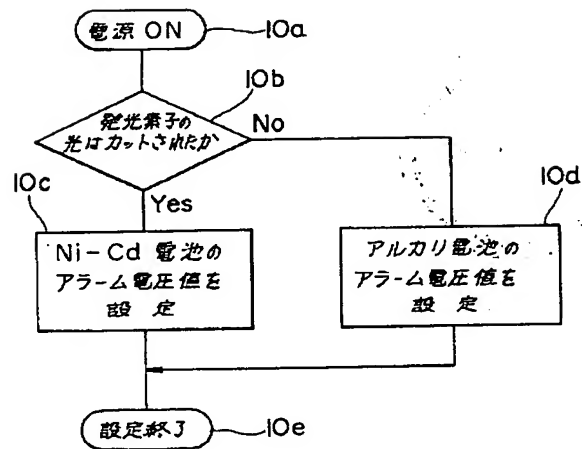 電源 ON
10a
10b
発光素子の
光はカットされたか
No
10c
Yes
10d
Ni-Cd 電池の
アラーム電圧値を
設定
アルカリ電池の
アラーム電圧値を
設定
設定終了
10e